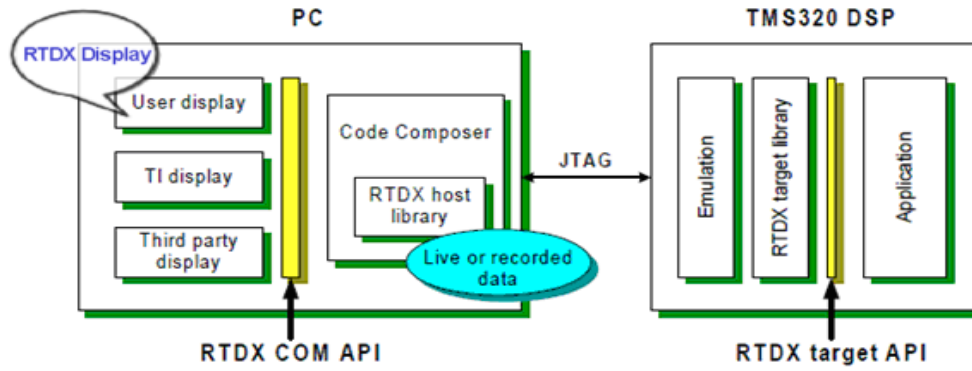 PC
TMS320 DSP
RTDX Display
User display
TI display
Third party
display
Code Composer
RTDX host
library
Live or recorded
data
JTAG
Emulation
RTDX target library
Application
RTDX COM API
RTDX target API